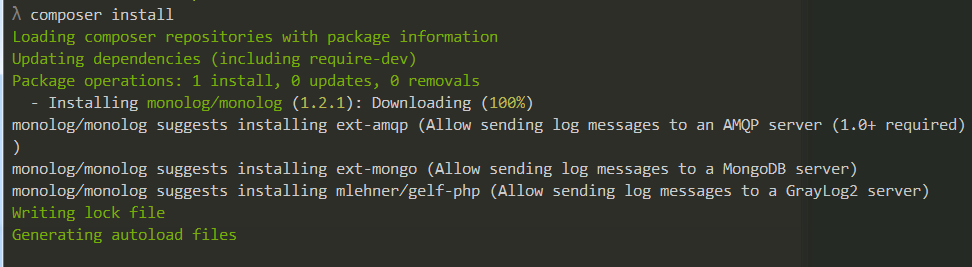 λ composer install
Loading composer repositories with package information
Updating dependencies (including require-dev)
Package operations: 1 install, 0 updates, 0 removals
  - Installing monolog/monolog (1.2.1): Downloading (100%)
monolog/monolog suggests installing ext-amqp (Allow sending log messages to an AMQP server (1.0+ required)
)
monolog/monolog suggests installing ext-mongo (Allow sending log messages to a MongoDB server)
monolog/monolog suggests installing mlehner/gelf-php (Allow sending log messages to a GrayLog2 server)
Writing lock file
Generating autoload files